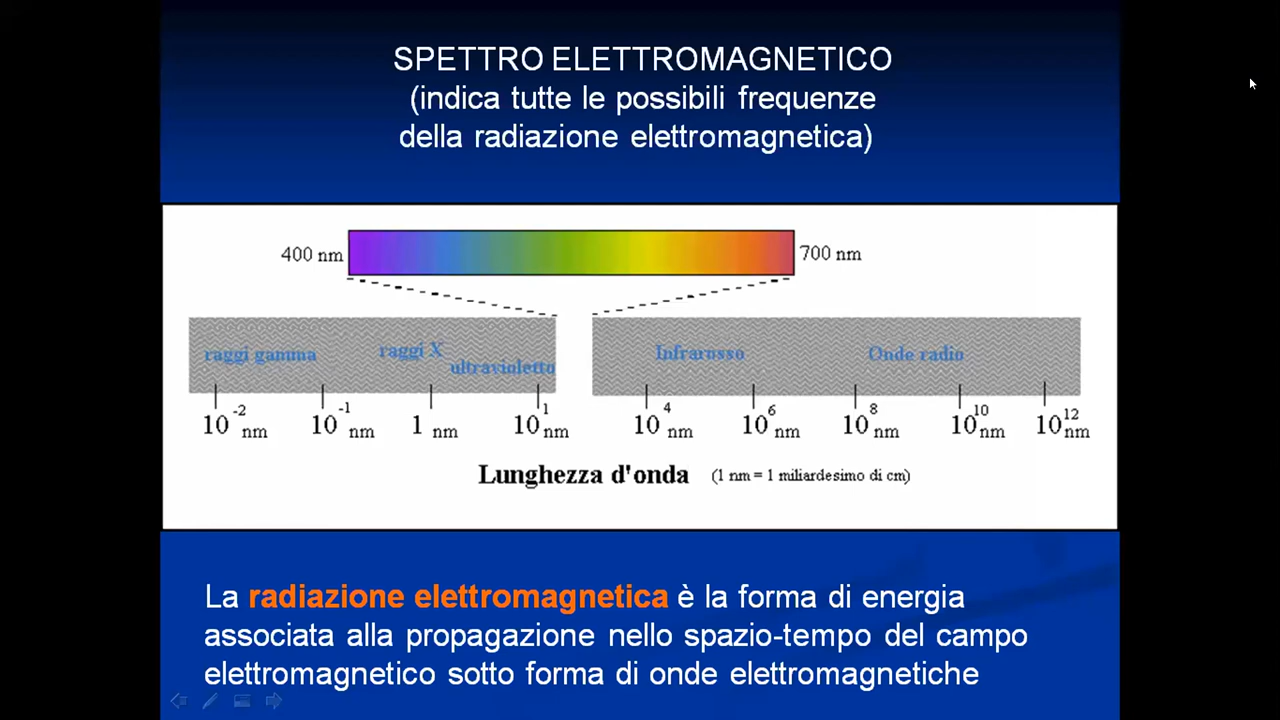 SPETTRO ELETTROMAGNETICO
(indica tutte le possibili frequenze
della radiazione elettromagnetica)
400 nm
700 nm
raggi gamma
raggi X
ultravioletto
Infrarosso
Onde radio
10⁻² nm
10⁻¹ nm
1 nm
10¹ nm
10⁴ nm
10⁶ nm
10⁸ nm
10¹⁰ nm
10¹² nm
Lunghezza d'onda (1 nm = 1 miliardesimo di cm)
La radiazione elettromagnetica è la forma di energia
associata alla propagazione nello spazio-tempo del campo
elettromagnetico sotto forma di onde elettromagnetiche